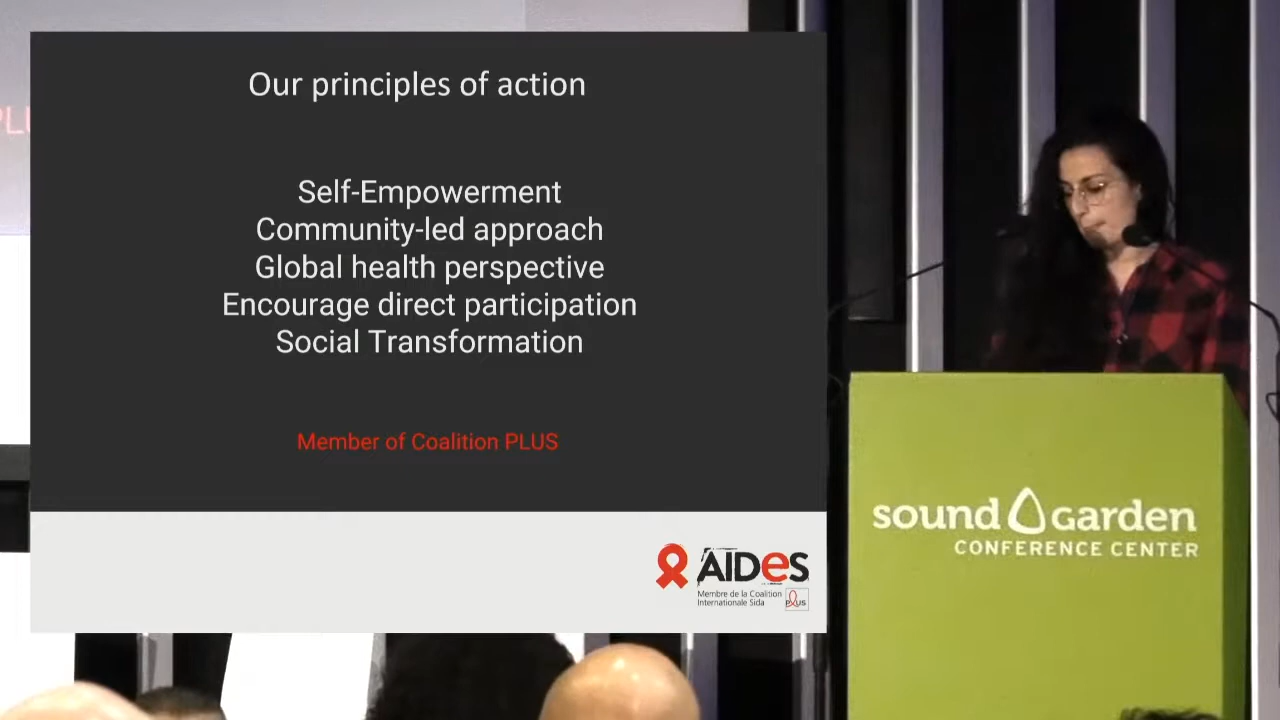 Our principles of action
Self-Empowerment
Community-led approach
Global health perspective
Encourage direct participation
Social Transformation
Member of Coalition PLUS
AIDeS
Membre de la Coalition
Internationale Sida
PLUS
sound garden
CONFERENCE CENTER